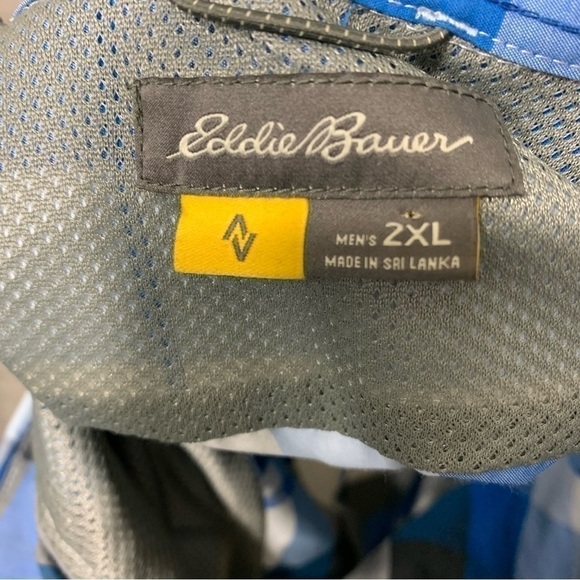 Eddie Bauer
MEN'S 2XL
MADE IN SRI LANKA